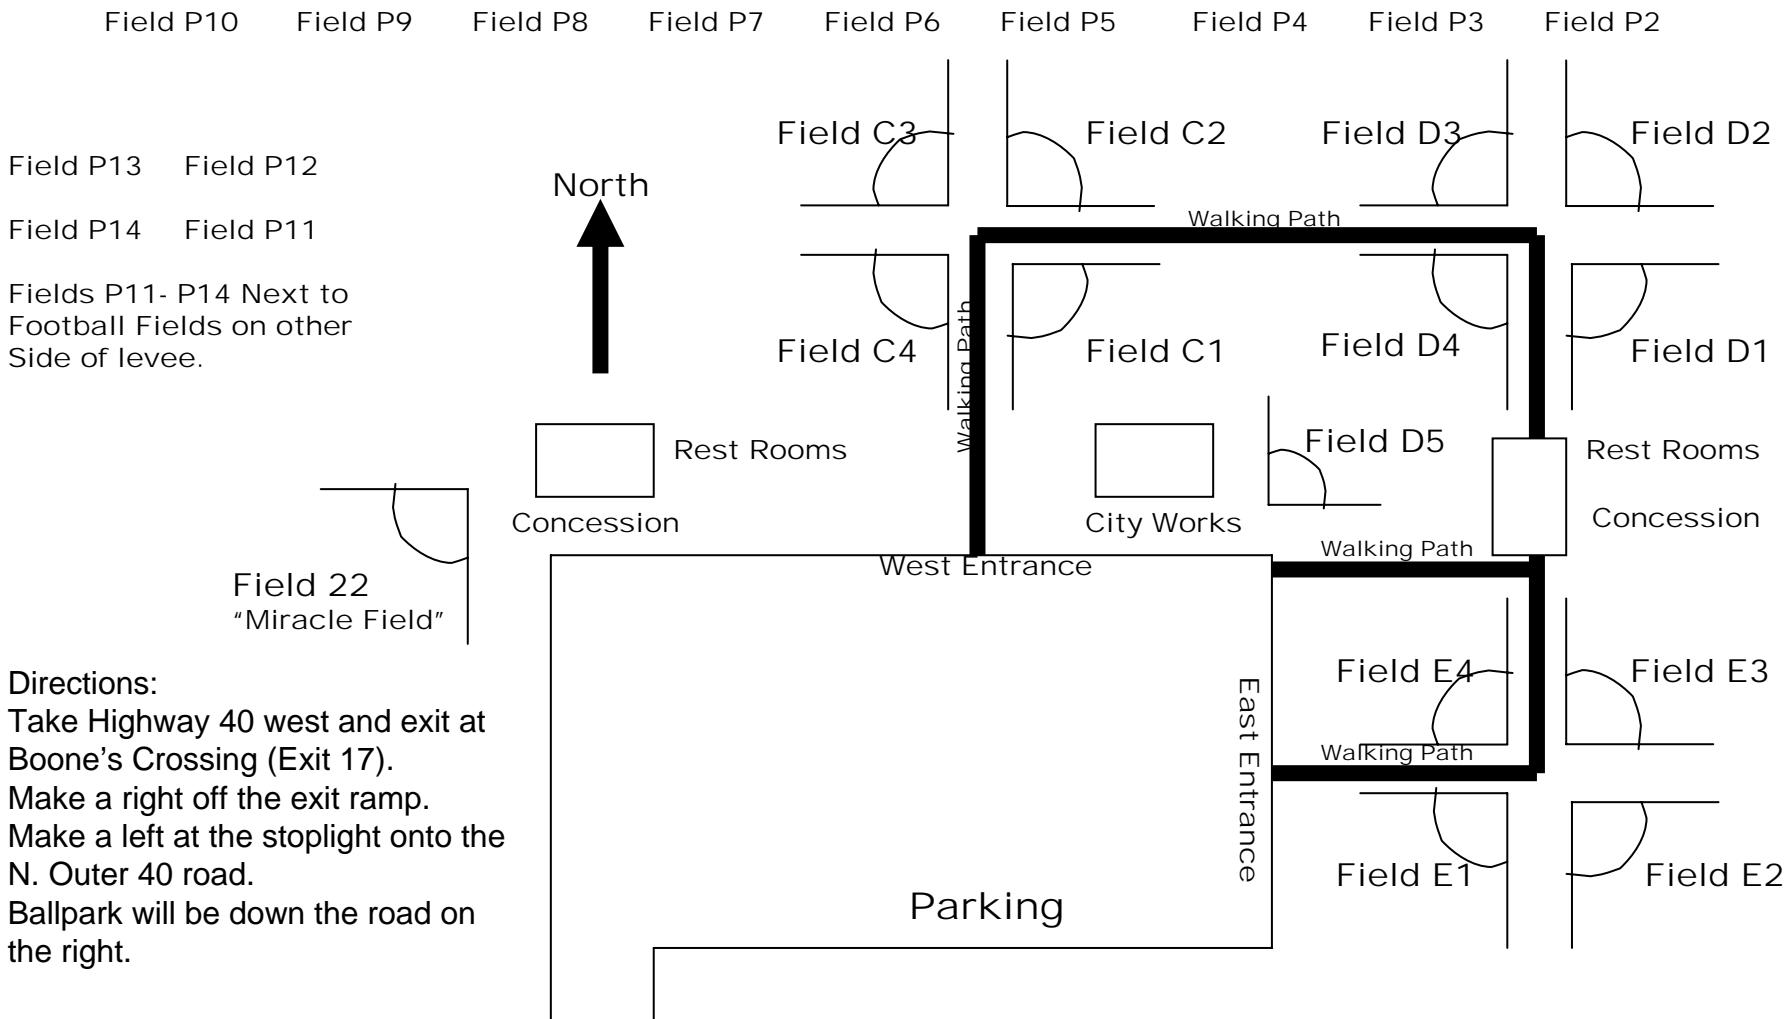 Field P10 Field P9 Field P8 Field P7 Field P6 Field P5 Field P4 Field P3 Field P2
Field C3 Field C2 Field D3 Field D2
Field P13 Field P12
North
Walking Path
Field P14 Field P11
Fields P11- P14 Next to
Football Fields on other
Side of levee.
Walking Path
Field C4 Field C1 Field D4 Field D1
Rest Rooms
Field D5
Rest Rooms
Concession
City Works
Concession
Walking Path
West Entrance
Field 22
“Miracle Field”
Field E4 Field E3
East Entrance
Walking Path
Field E1 Field E2
Parking
Directions:
Take Highway 40 west and exit at
Boone’s Crossing (Exit 17).
Make a right off the exit ramp.
Make a left at the stoplight onto the
N. Outer 40 road.
Ballpark will be down the road on
the right.